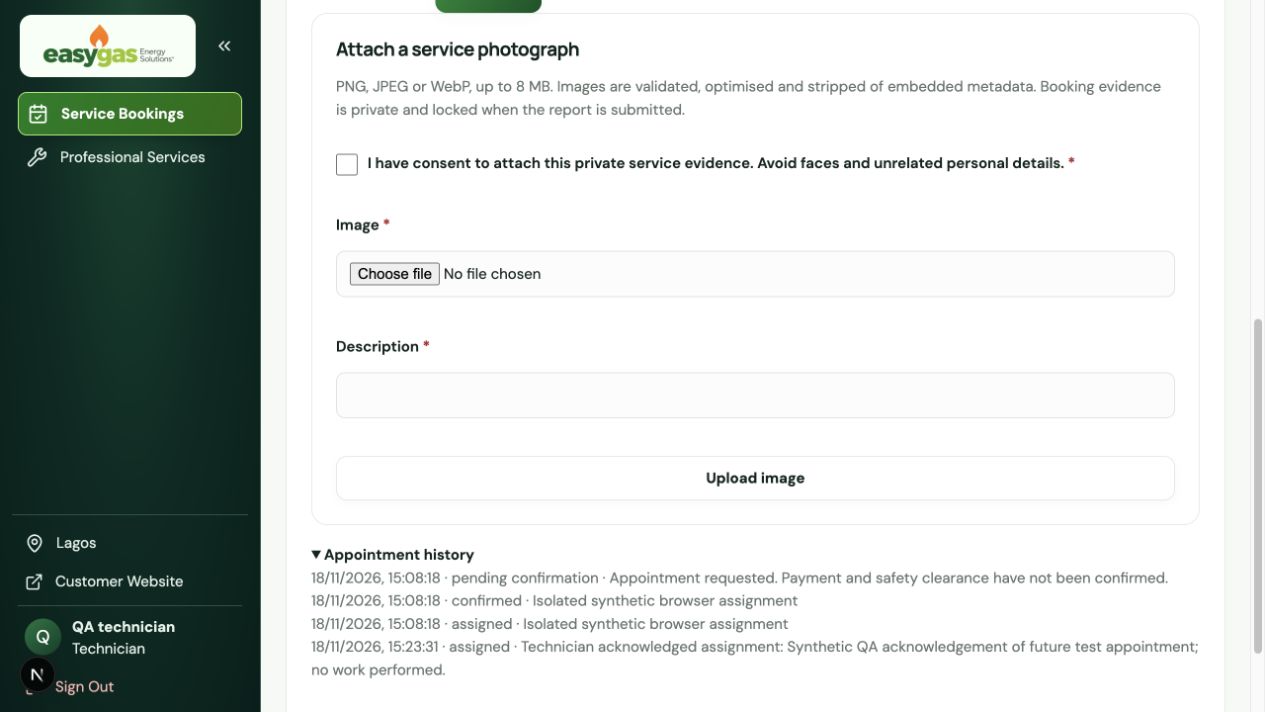 easygas Energy Solutions
«
Service Bookings
Professional Services
Lagos
Customer Website
Q
QA technician
Technician
N
Sign Out
Attach a service photograph
PNG, JPEG or WebP, up to 8 MB. Images are validated, optimised and stripped of embedded metadata. Booking evidence
is private and locked when the report is submitted.
I have consent to attach this private service evidence. Avoid faces and unrelated personal details. *
Image *
Choose file No file chosen
Description *
Upload image
▼ Appointment history
18/11/2026, 15:08:18 · pending confirmation · Appointment requested. Payment and safety clearance have not been confirmed.
18/11/2026, 15:08:18 · confirmed · Isolated synthetic browser assignment
18/11/2026, 15:08:18 · assigned · Isolated synthetic browser assignment
18/11/2026, 15:23:31 · assigned · Technician acknowledged assignment: Synthetic QA acknowledgement of future test appointment;
no work performed.